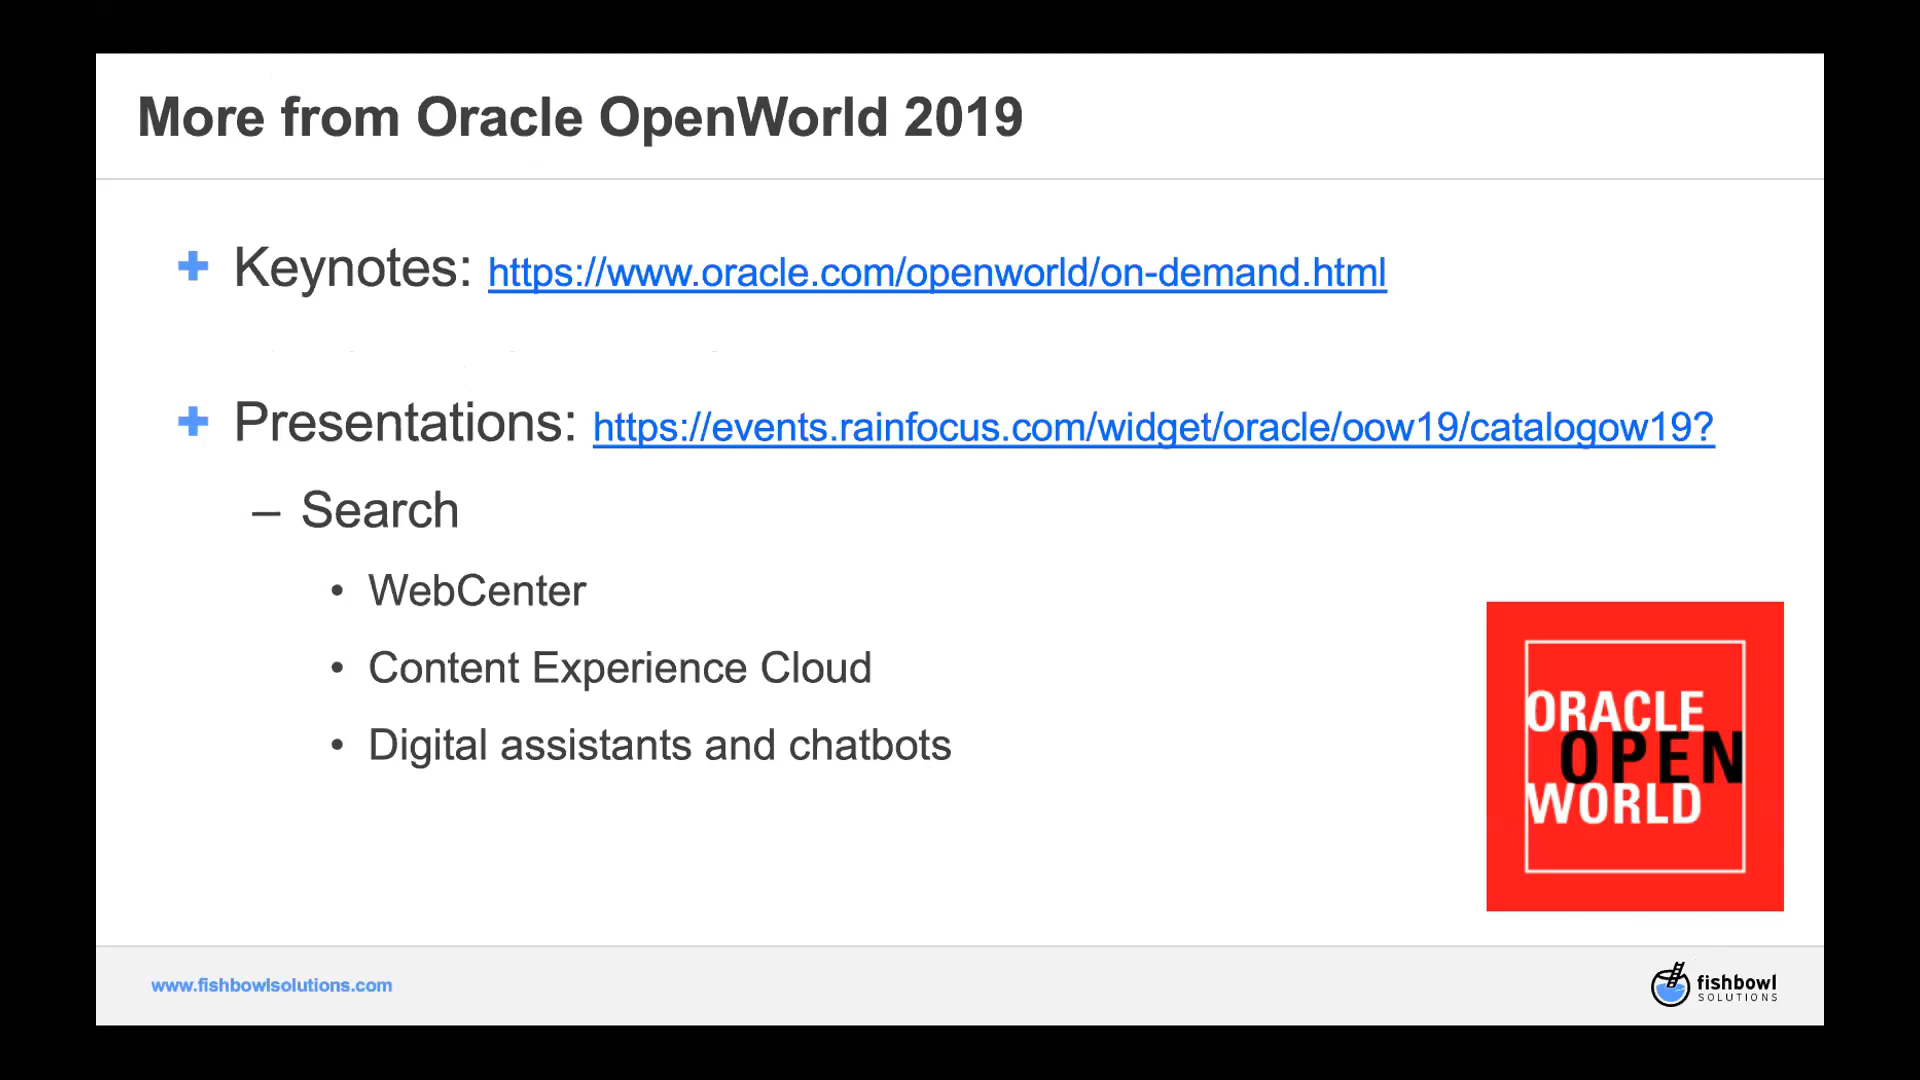 More from Oracle OpenWorld 2019
+ Keynotes: https://www.oracle.com/openworld/on-demand.html
+ Presentations: https://events.rainfocus.com/widget/oracle/oow19/catalogow19?
– Search
• WebCenter
• Content Experience Cloud
• Digital assistants and chatbots
ORACLE
OPEN
WORLD
www.fishbowlsolutions.com
fishbowl
SOLUTIONS